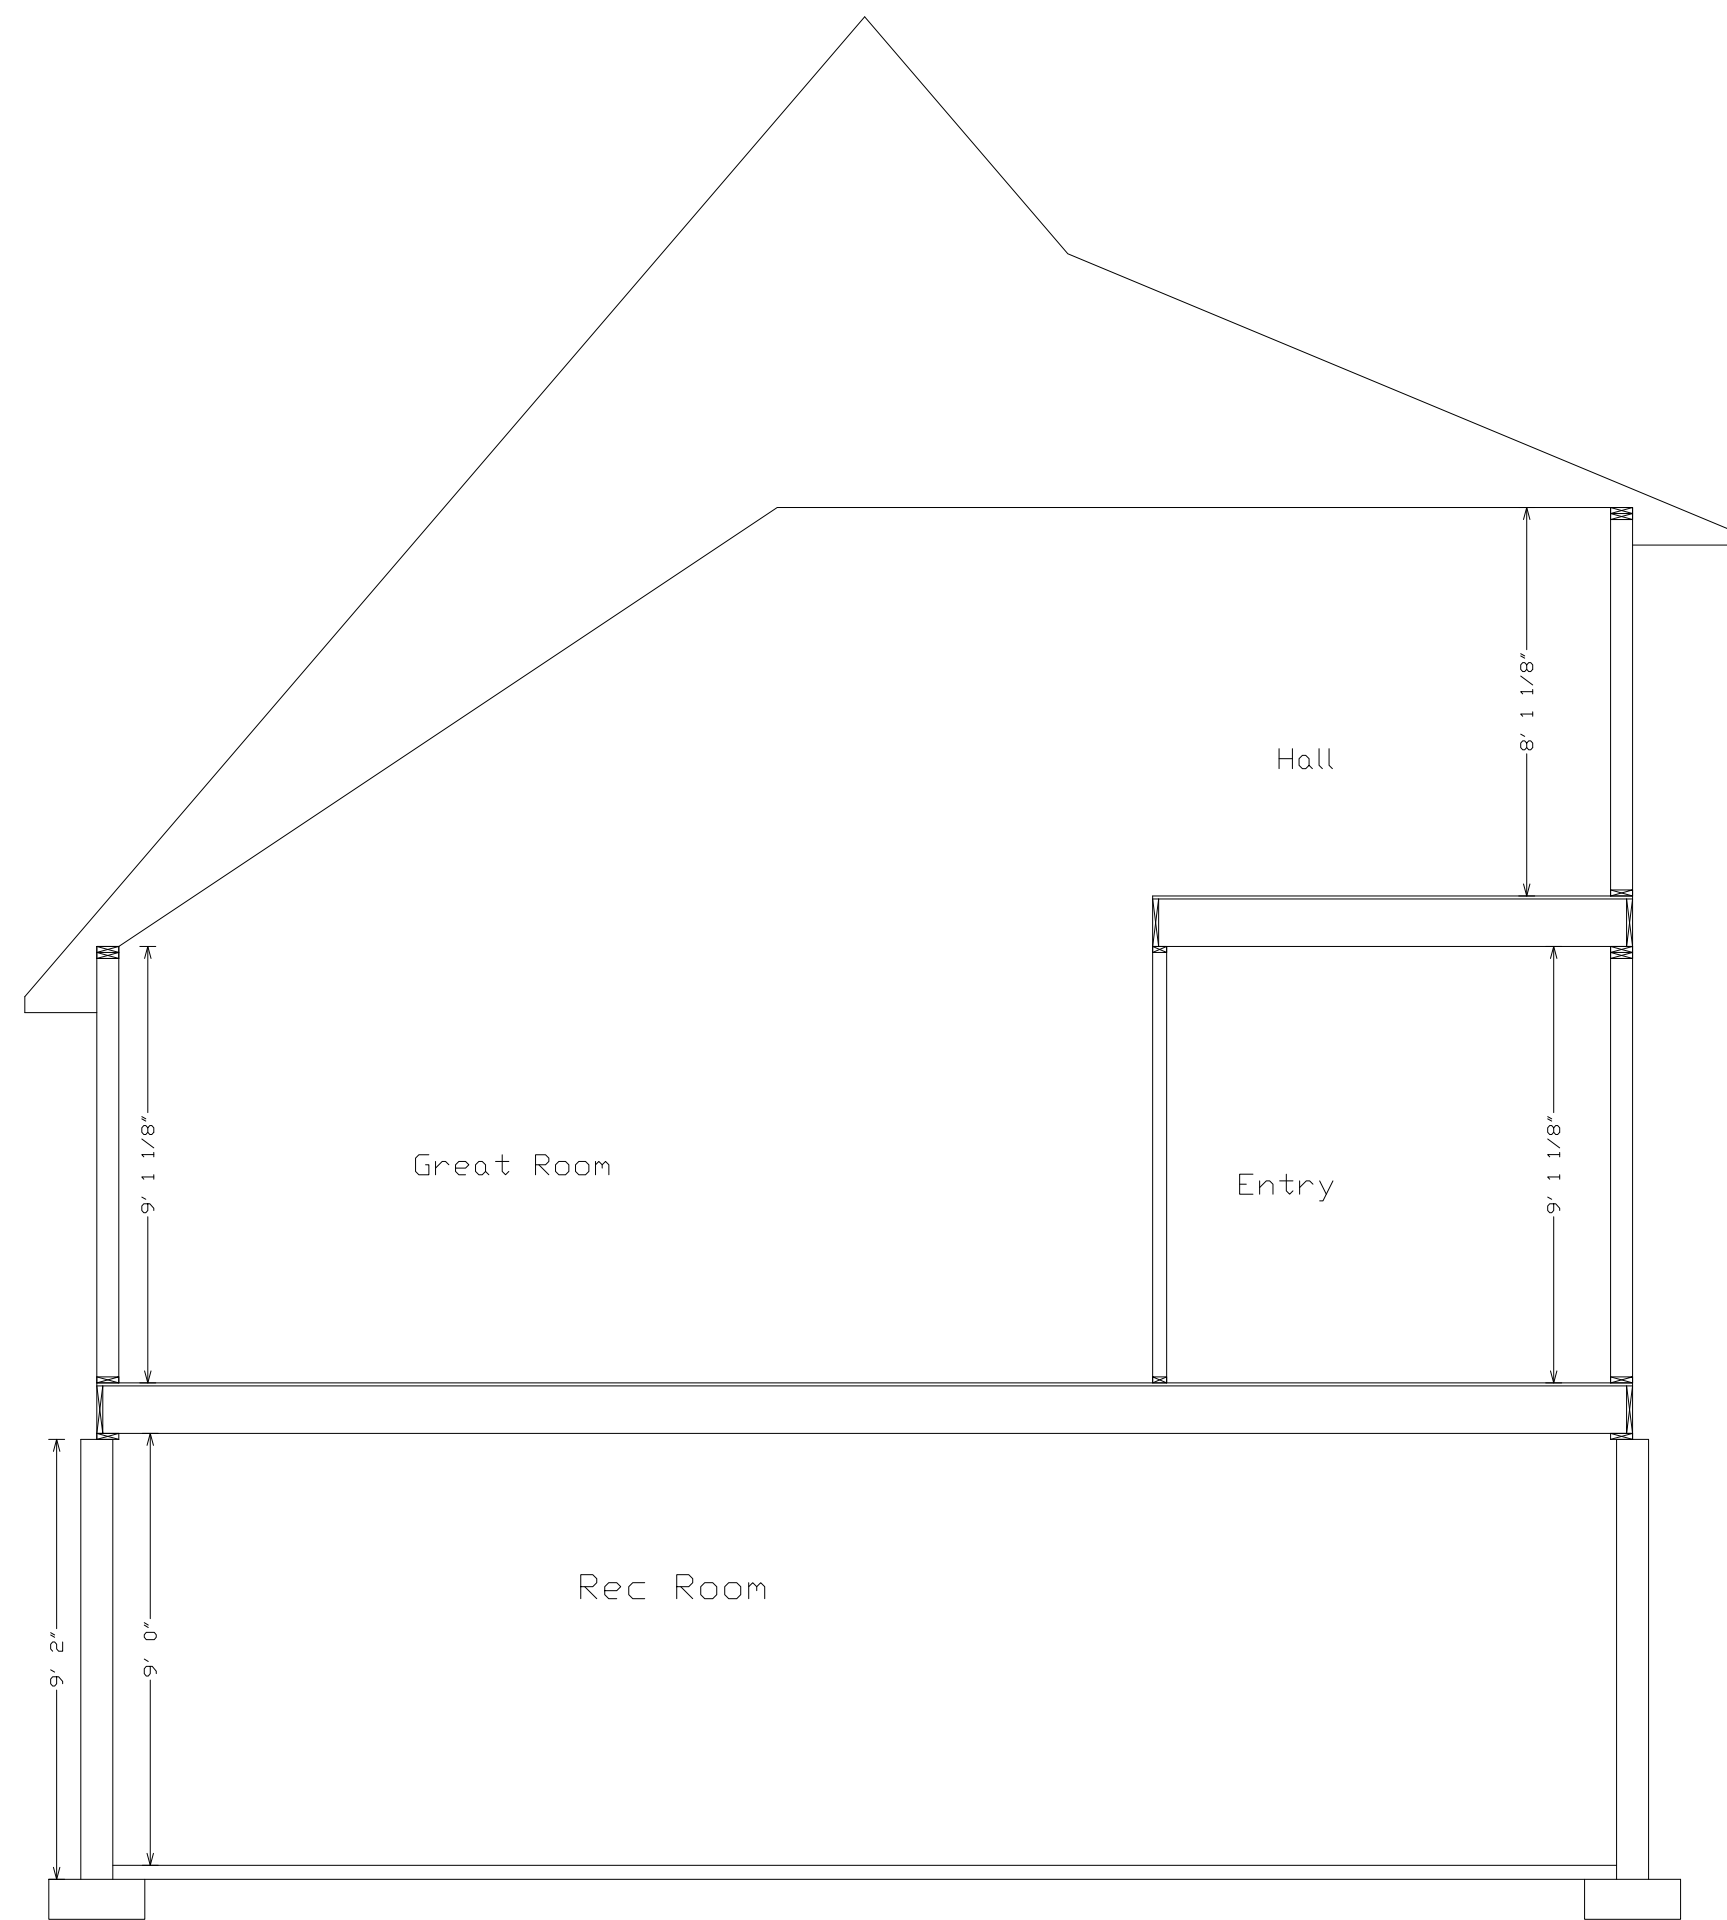 8' 1 1/8"
Hall
9' 1 1/8"
Great Room
Entry
9' 1 1/8"
Rec Room
9' 2"
9' 0"